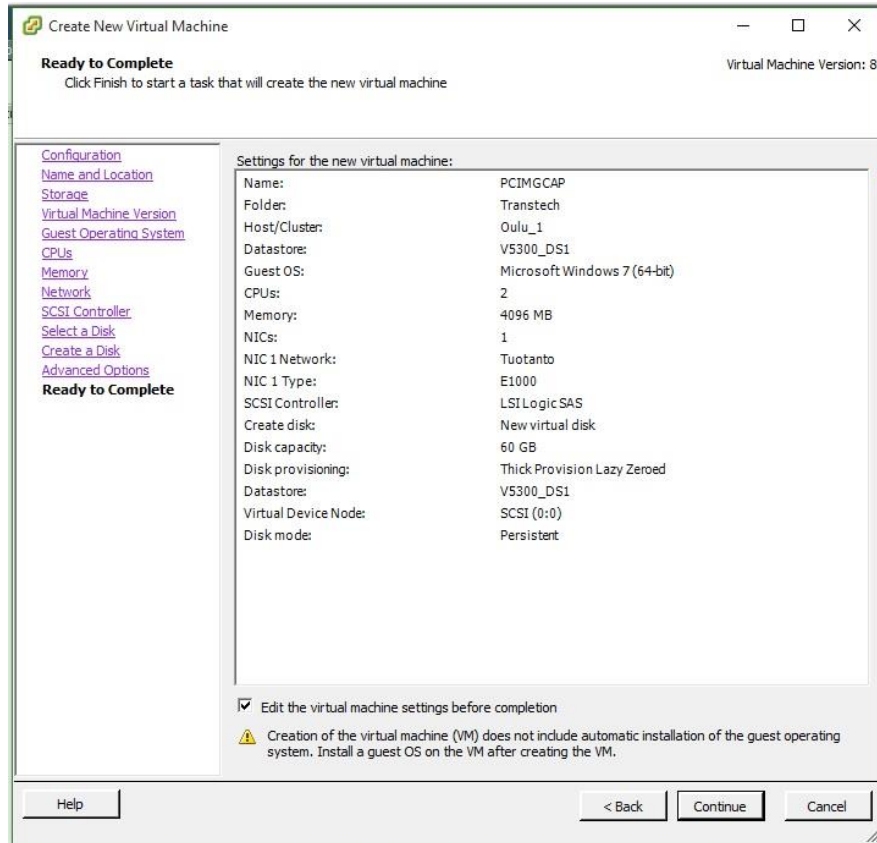 Create New Virtual Machine
Ready to Complete
Click Finish to start a task that will create the new virtual machine
Virtual Machine Version: 8
Configuration
Name and Location
Storage
Virtual Machine Version
Guest Operating System
CPUs
Memory
Network
SCSI Controller
Select a Disk
Create a Disk
Advanced Options
Ready to Complete
Settings for the new virtual machine:
Name: PCIMGCAP
Folder: Transtech
Host/Cluster: Oulu_1
Datastore: V5300_DS1
Guest OS: Microsoft Windows 7 (64-bit)
CPUs: 2
Memory: 4096 MB
NICs: 1
NIC 1 Network: Tuotanto
NIC 1 Type: E1000
SCSI Controller: LSI Logic SAS
Create disk: New virtual disk
Disk capacity: 60 GB
Disk provisioning: Thick Provision Lazy Zeroed
Datastore: V5300_DS1
Virtual Device Node: SCSI (0:0)
Disk mode: Persistent
Edit the virtual machine settings before completion
Creation of the virtual machine (VM) does not include automatic installation of the guest operating
system. Install a guest OS on the VM after creating the VM.
Help
< Back
Continue
Cancel